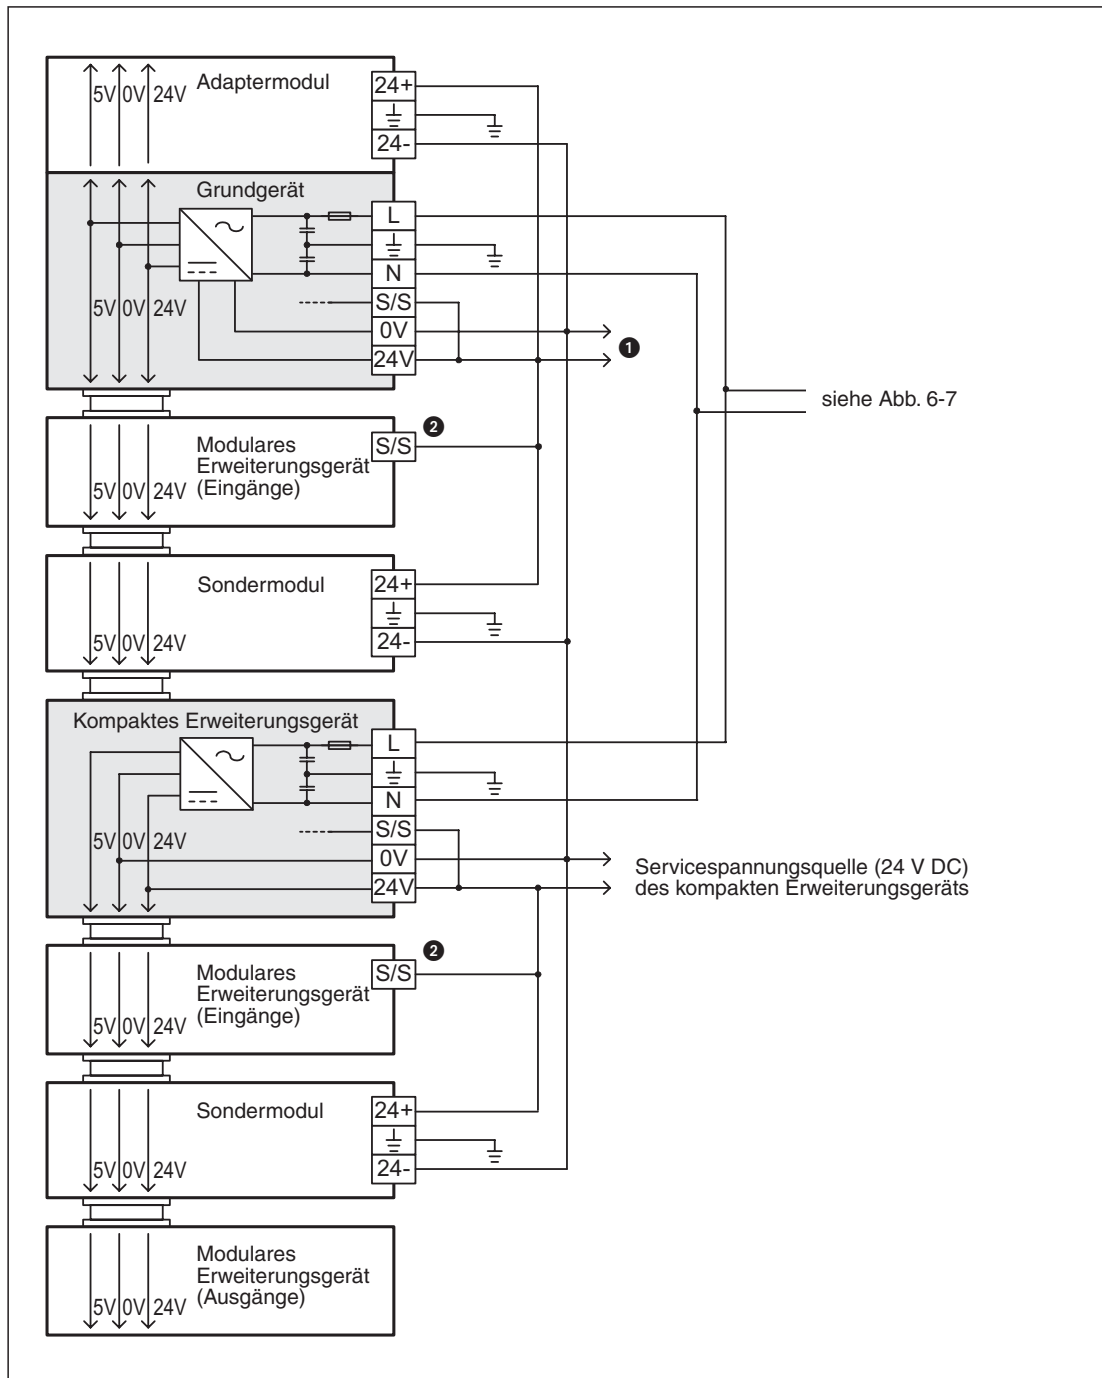 Adaptermodul
5V 0V 24V
24+
24-
Grundgerät
L
N
S/S
0V
24V
5V 0V 24V
❶
siehe Abb. 6-7
Modulares
Erweiterungsgerät
(Eingänge)
5V 0V 24V
S/S
❷
Sondermodul
5V 0V 24V
24+
24-
Kompaktes Erweiterungsgerät
L
N
S/S
0V
24V
5V 0V 24V
Servicespannungsquelle (24 V DC)
des kompakten Erweiterungsgeräts
Modulares
Erweiterungsgerät
(Eingänge)
5V 0V 24V
S/S
❷
Sondermodul
5V 0V 24V
24+
24-
Modulares
Erweiterungsgerät
(Ausgänge)
5V 0V 24V